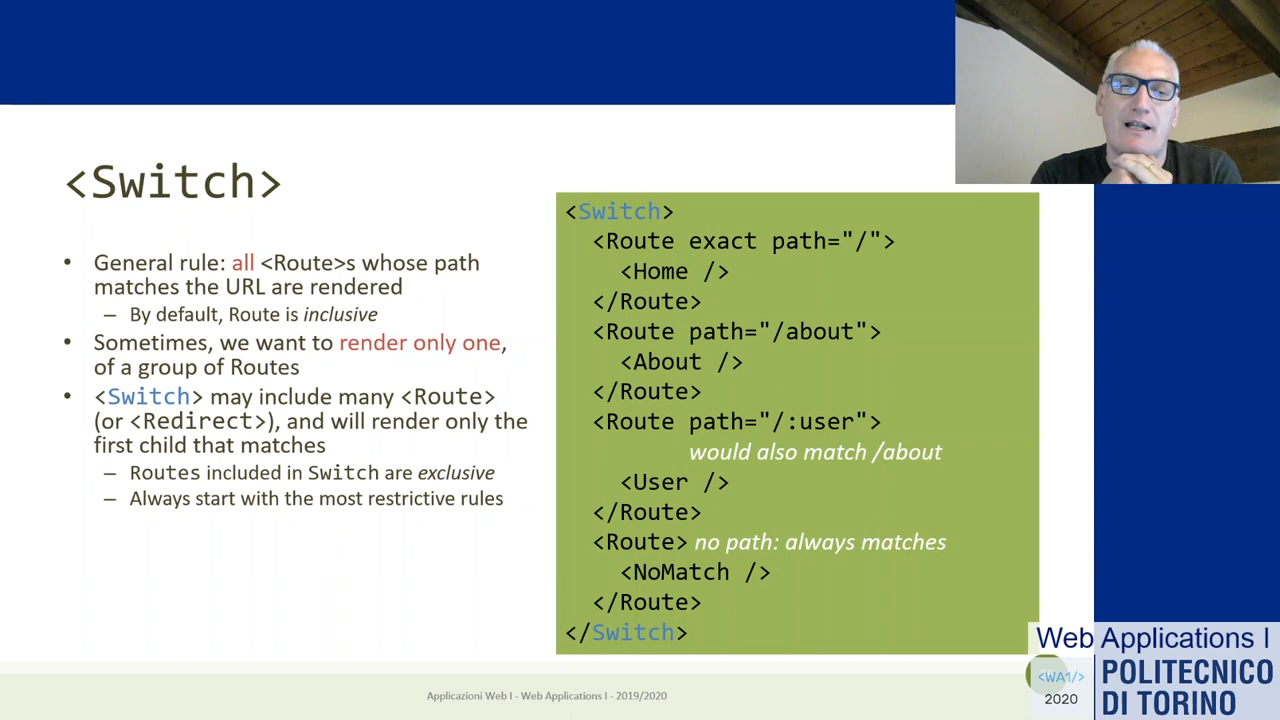 <Switch>
• General rule: all <Route>s whose path
matches the URL are rendered
– By default, Route is inclusive
• Sometimes, we want to render only one,
of a group of Routes
• <Switch> may include many <Route>
(or <Redirect>), and will render only the
first child that matches
– Routes included in Switch are exclusive
– Always start with the most restrictive rules
<Switch>
<Route exact path="/">
<Home />
</Route>
<Route path="/about">
<About />
</Route>
<Route path="/:user">
would also match /about
<User />
</Route>
<Route> no path: always matches
<NoMatch />
</Route>
</Switch>
Applicazioni Web I - Web Applications I - 2019/2020
Web Applications I
<WA1/>
2020
POLITECNICO
DI TORINO